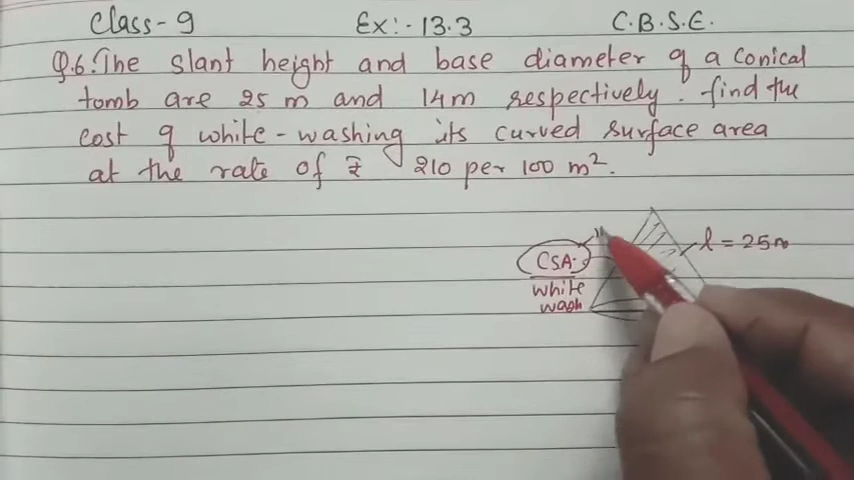 Class-9 Ex:-13.3 C.B.S.E.
Q.6. The slant height and base diameter of a conical
tomb are 25 m and 14m respectively. find the
cost of white-washing its curved surface area
at the rate of ₹ 210 per 100 m².
l = 25m
CSA
white
wash